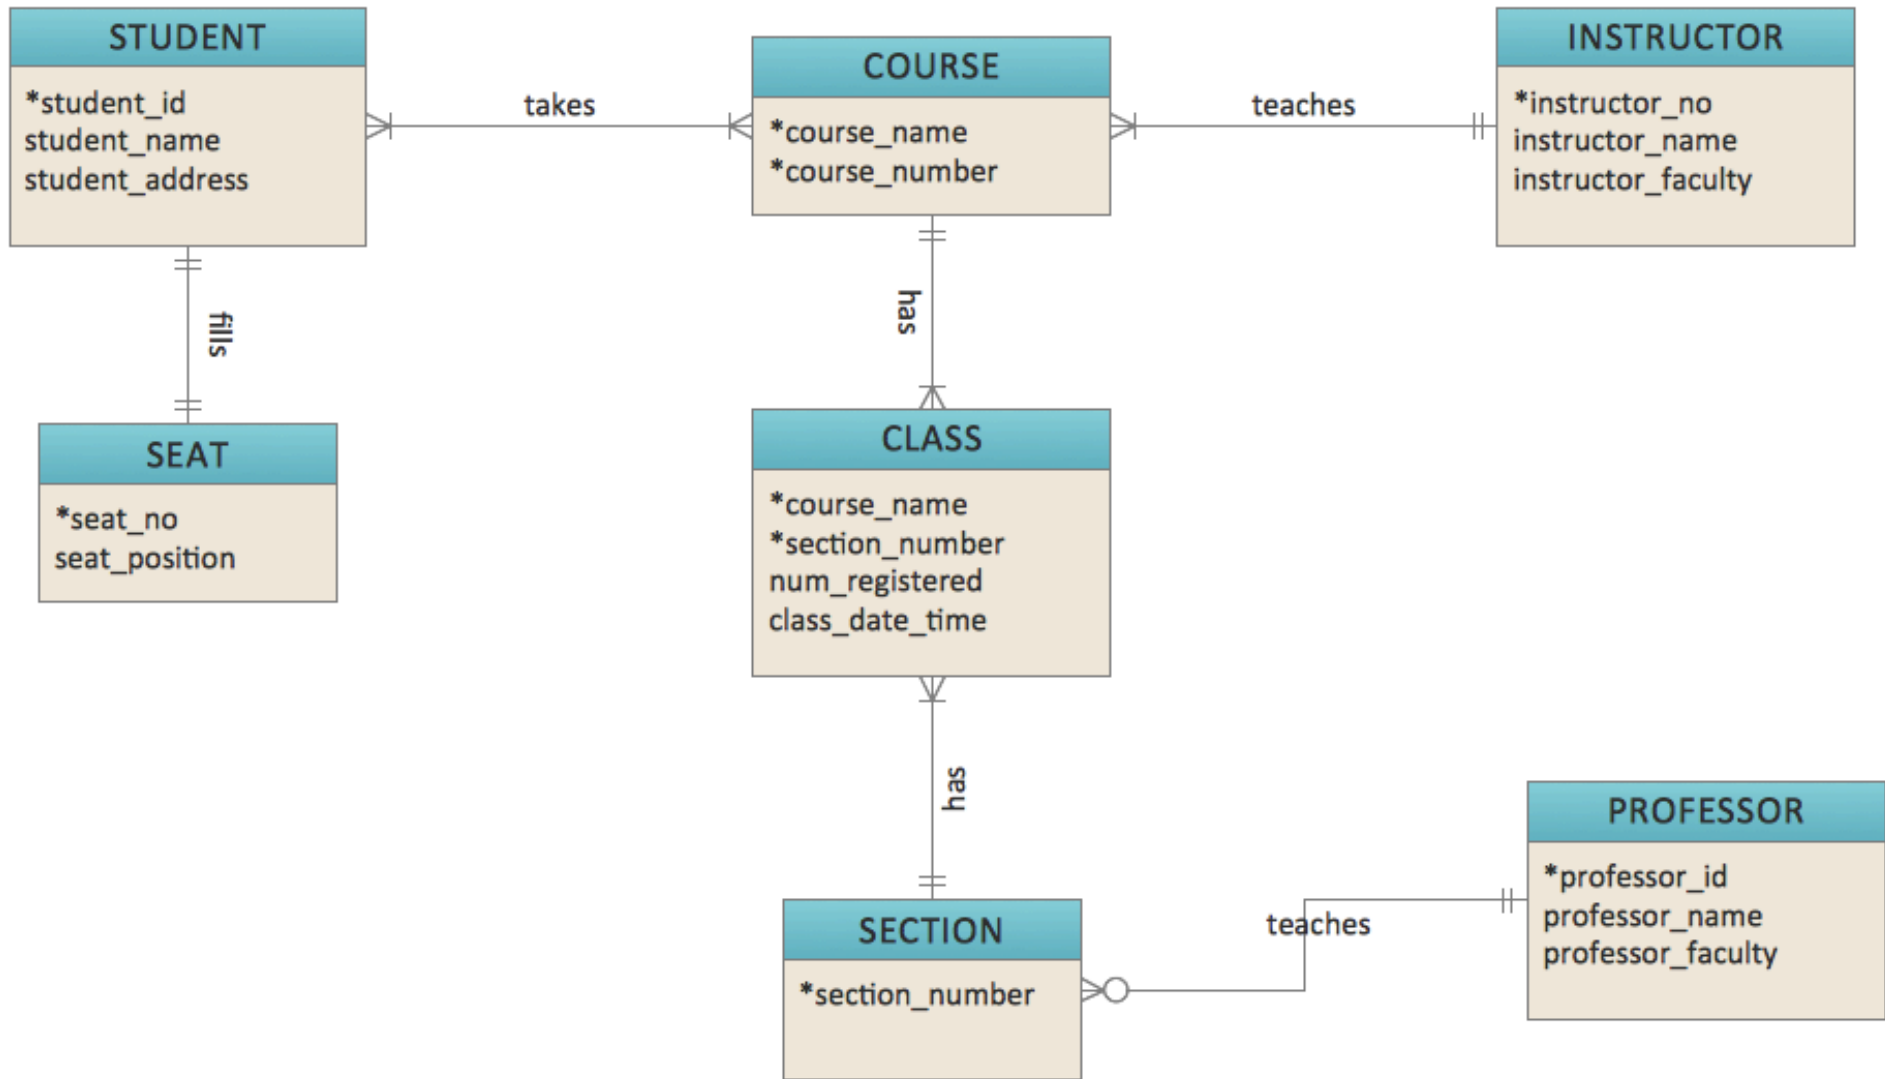 STUDENT
*student_id
student_name
student_address
takes
COURSE
*course_name
*course_number
teaches
INSTRUCTOR
*instructor_no
instructor_name
instructor_faculty
fills
has
SEAT
*seat_no
seat_position
CLASS
*course_name
*section_number
num_registered
class_date_time
has
SECTION
*section_number
teaches
PROFESSOR
*professor_id
professor_name
professor_faculty